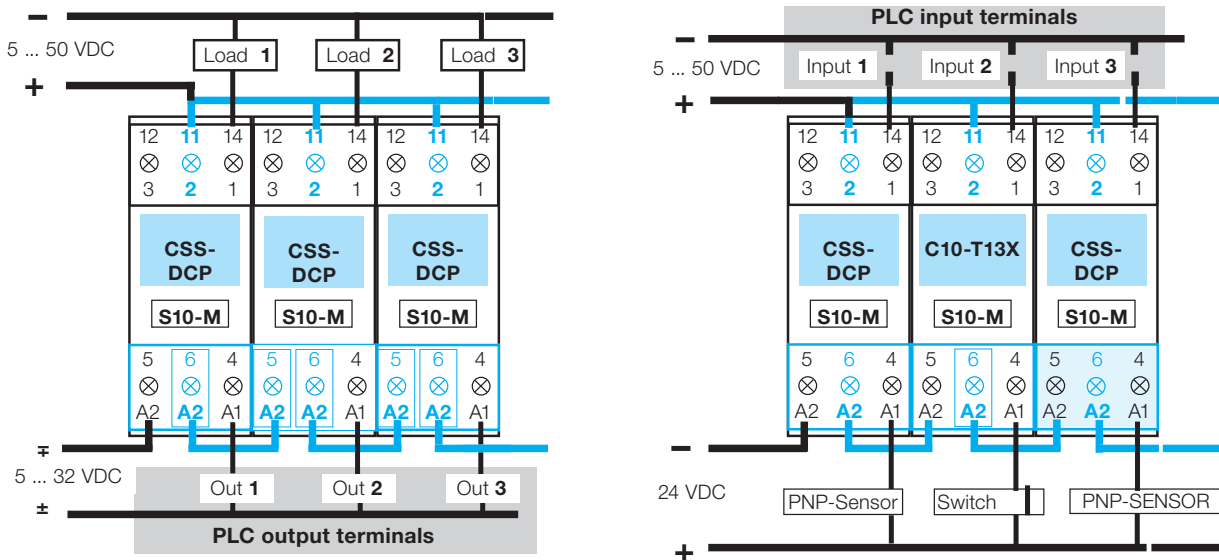 −
5 ... 50 VDC
+
Load 1 Load 2 Load 3
12 11 14 12 11 14 12 11 14
3 2 1 3 2 1 3 2 1
CSS-
DCP
CSS-
DCP
CSS-
DCP
S10-M S10-M S10-M
5 6 4 5 6 4 5 6 4
A2 A2 A1 A2 A2 A1 A2 A2 A1
∓
5 ... 32 VDC
±
Out 1 Out 2 Out 3
PLC output terminals
PLC input terminals
−
5 ... 50 VDC
+
Input 1 Input 2 Input 3
12 11 14 12 11 14 12 11 14
3 2 1 3 2 1 3 2 1
CSS-
DCP
C10-T13X
CSS-
DCP
S10-M S10-M S10-M
5 6 4 5 6 4 5 6 4
A2 A2 A1 A2 A2 A1 A2 A2 A1
−
24 VDC
+
PNP-Sensor Switch PNP-SENSOR